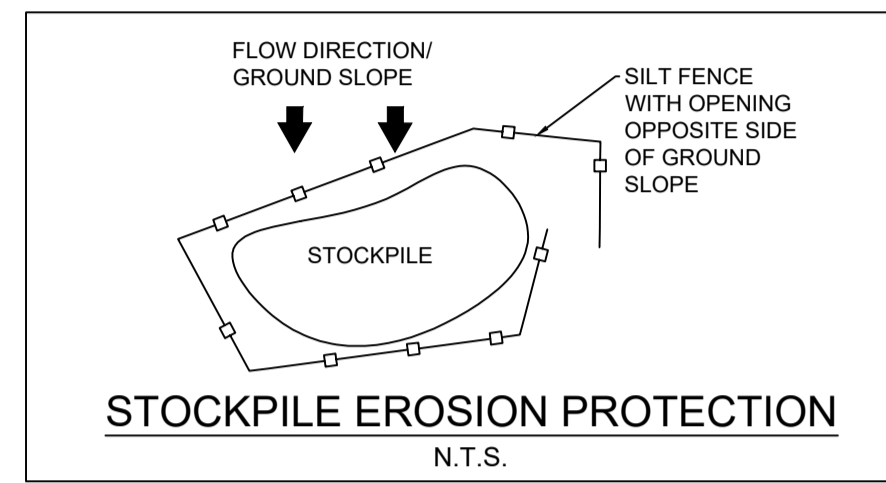 FLOW DIRECTION/
GROUND SLOPE
SILT FENCE
WITH OPENING
OPPOSITE SIDE
OF GROUND
SLOPE
STOCKPILE
STOCKPILE EROSION PROTECTION
N.T.S.